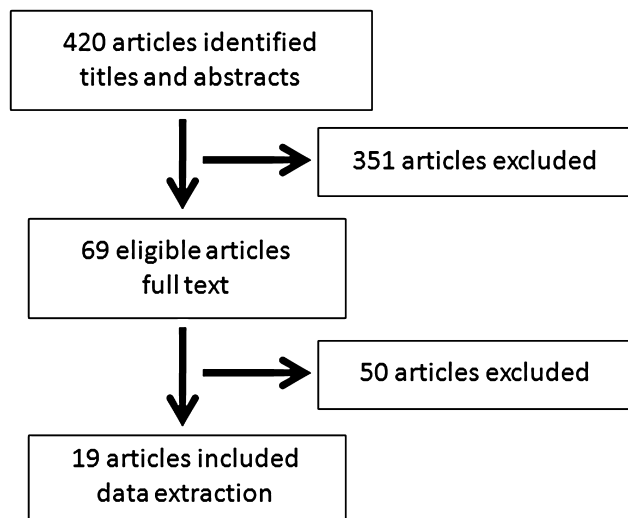 420 articles identified
titles and abstracts
351 articles excluded
69 eligible articles
full text
50 articles excluded
19 articles included
data extraction